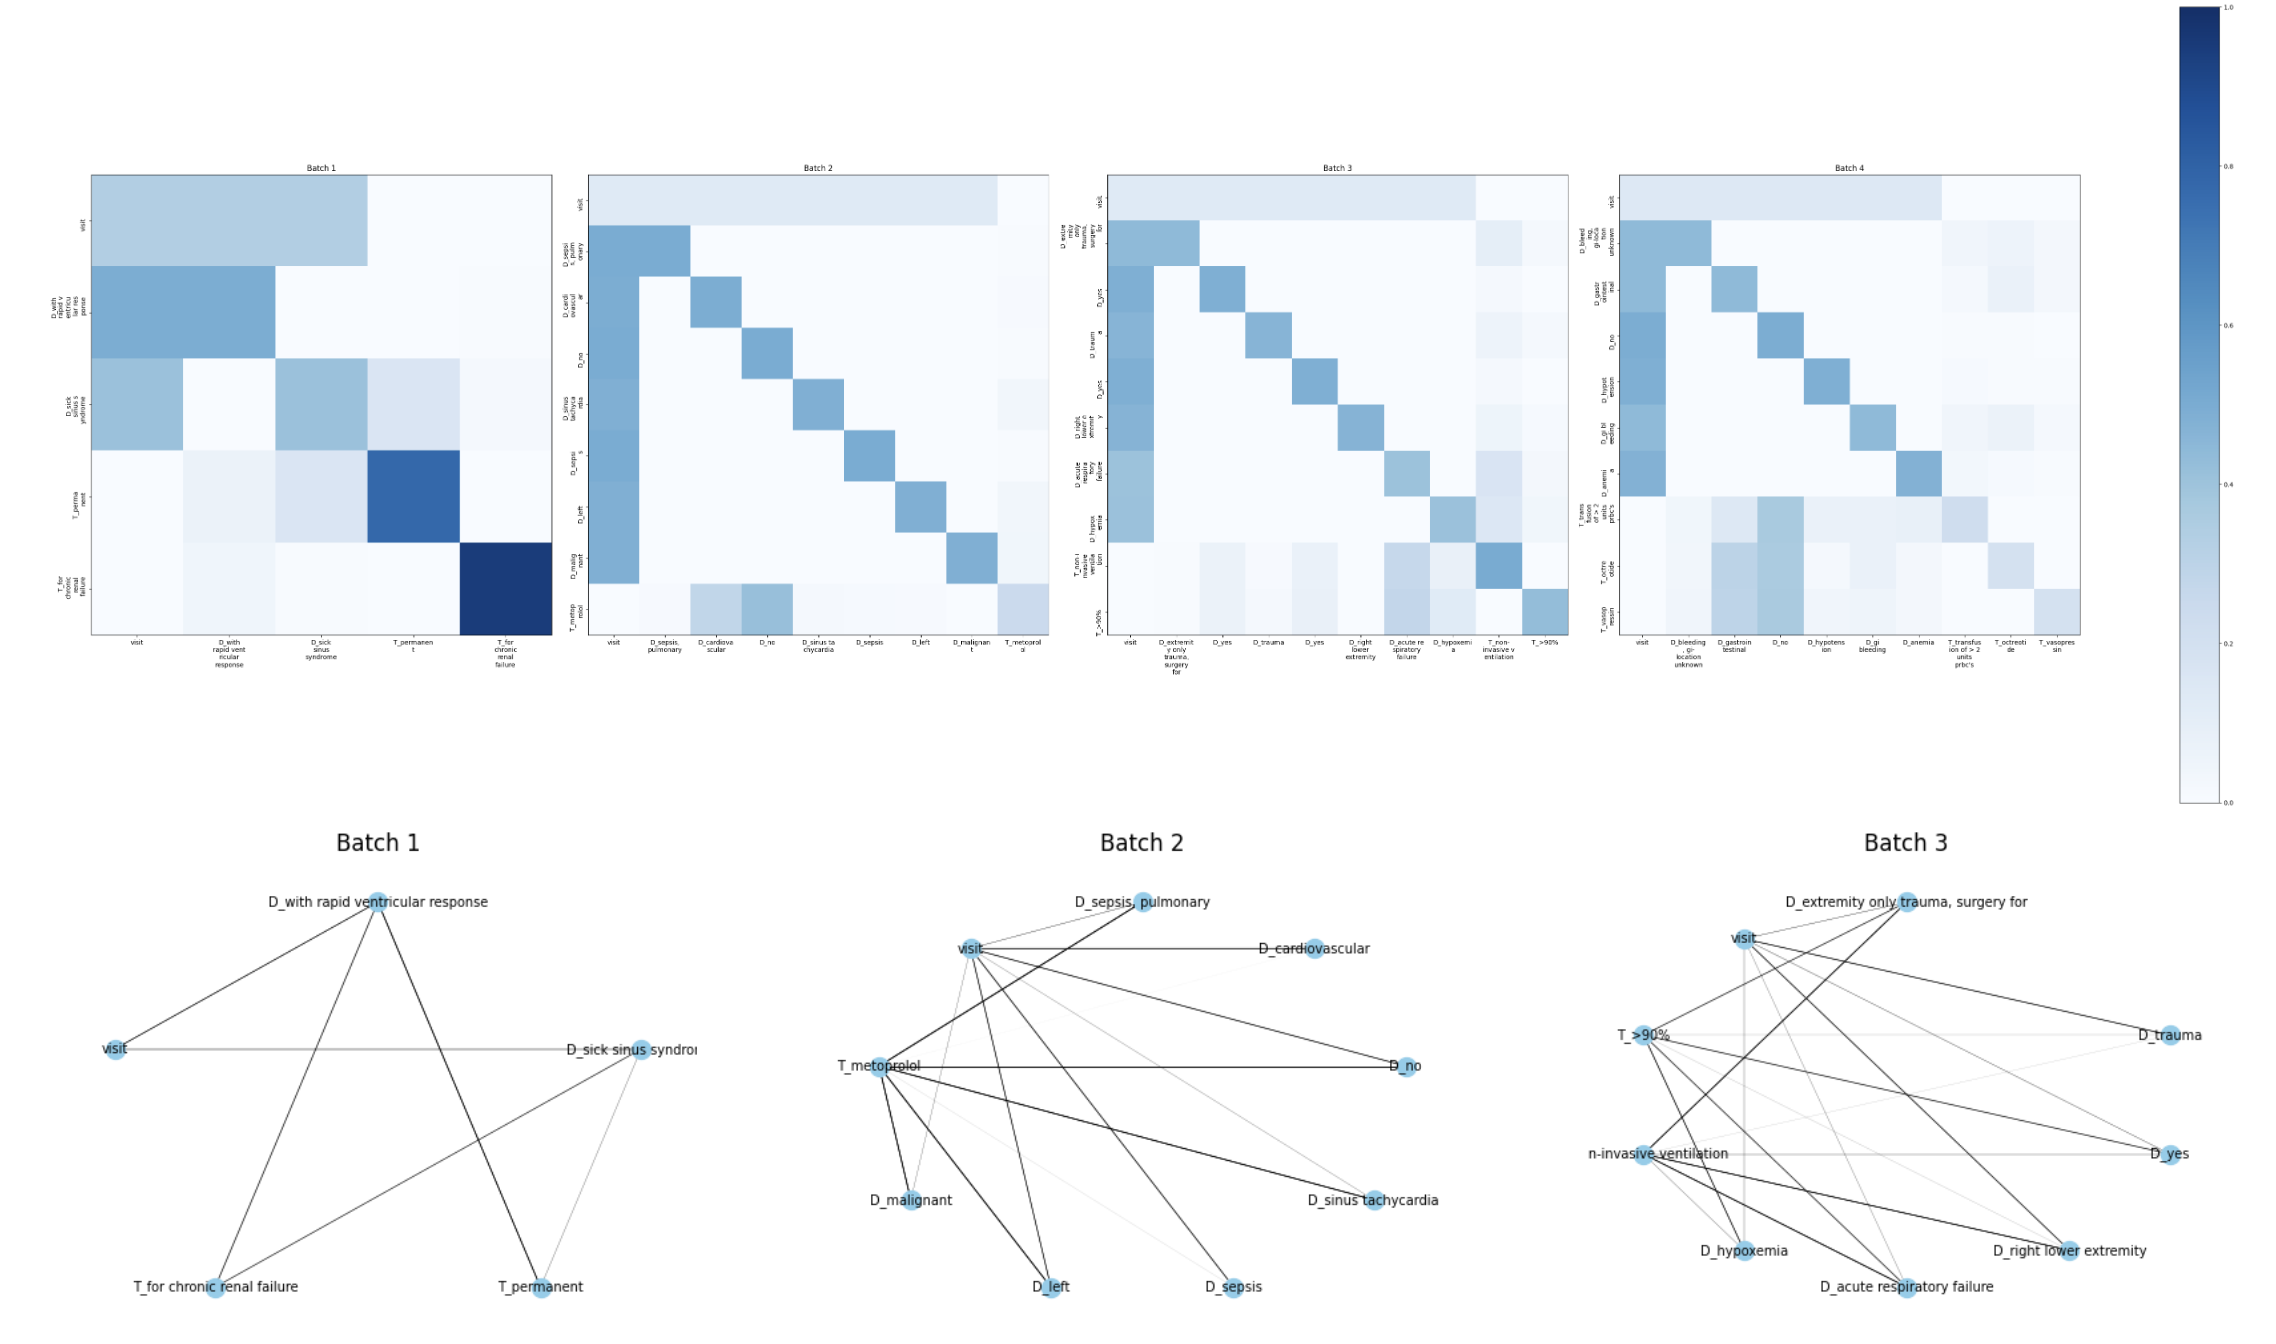 Batch 1
Batch 2
Batch 3
Batch 4
1.0
0.8
0.6
0.4
0.2
0.0
visit
D_with
rapid v
entricu
lar res
ponse
D_sick
sinus s
yndrome
T_perma
nent
T_for
chronic
renal
failure
visit
D_with
rapid vent
ricular
response
D_sick
sinus
syndrome
T_permanen
t
T_for
chronic
renal
failure
visit
D_sepsi
s, pulm
onary
D_cardi
ovascul
ar
D_no
D_sinus
tachyca
rdia
D_sepsi
s
D_left
D_malig
nant
T_metop
rolol
visit
D_sepsis,
pulmonary
D_cardiova
scular
D_no
D_sinus ta
chycardia
D_sepsis
D_left
D_malignan
t
T_metoprol
ol
visit
D_extre
mity
only
trauma,
surgery
for
D_yes
D_traum
a
D_yes
D_right
lower e
xtremit
y
D_acute
respira
tory
failure
D_hypox
emia
T_non-i
nvasive
ventila
tion
T_>90%
visit
D_extremit
y only
trauma,
surgery
for
D_yes
D_trauma
D_yes
D_right
lower
extremity
D_acute re
spiratory
failure
D_hypoxemi
a
T_non-
invasive v
entilation
T_>90%
visit
D_bleed
ing,
gi-loca
tion
unknown
D_gastr
ointest
inal
D_no
D_hypot
ension
D_gi bl
eeding
D_anemi
a
T_trans
fusion
of > 2
units
prbc's
T_octre
otide
T_vasop
ressin
visit
D_bleeding
, gi-
location
unknown
D_gastroin
testinal
D_no
D_hypotens
ion
D_gi
bleeding
D_anemia
T_transfus
ion of > 2
units
prbc's
T_octreoti
de
T_vasopres
sin
Batch 1
D_with rapid ventricular response
visit
D_sick sinus syndro
T_for chronic renal failure
T_permanent
Batch 2
D_sepsis, pulmonary
visit
D_cardiovascular
T_metoprolol
D_no
D_malignant
D_sinus tachycardia
D_left
D_sepsis
Batch 3
D_extremity only trauma, surgery for
visit
T_>90%
D_trauma
n-invasive ventilation
D_yes
D_hypoxemia
D_right lower extremity
D_acute respiratory failure